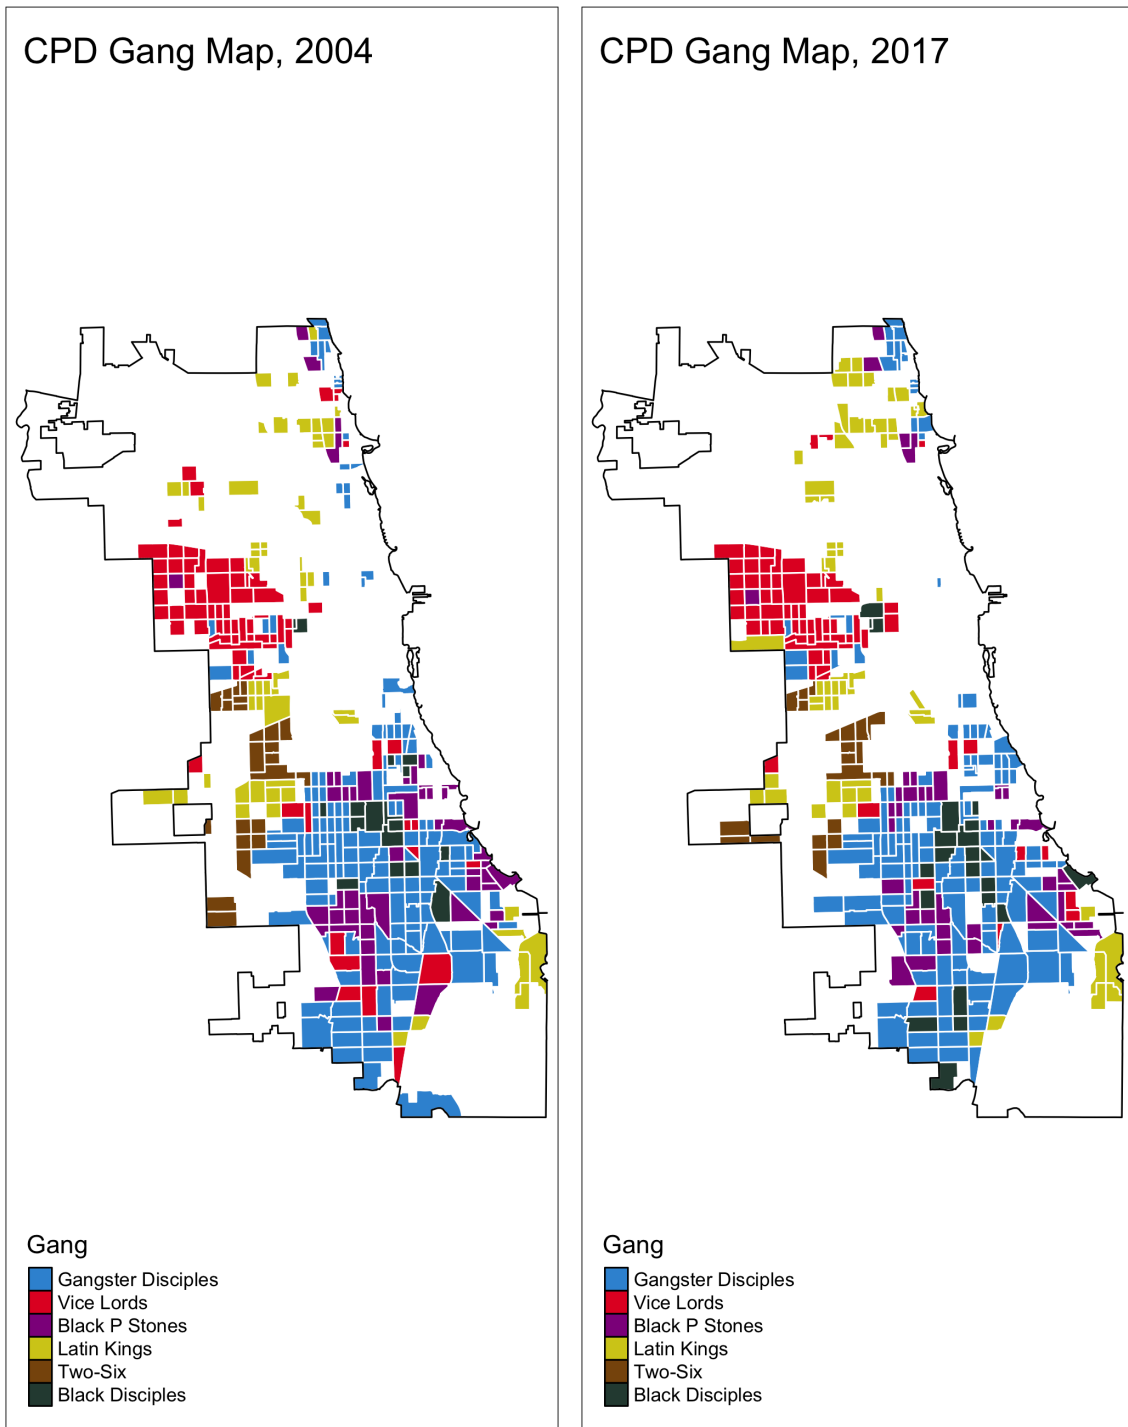 CPD Gang Map, 2004
Gang
Gangster Disciples
Vice Lords
Black P Stones
Latin Kings
Two-Six
Black Disciples
CPD Gang Map, 2017
Gang
Gangster Disciples
Vice Lords
Black P Stones
Latin Kings
Two-Six
Black Disciples